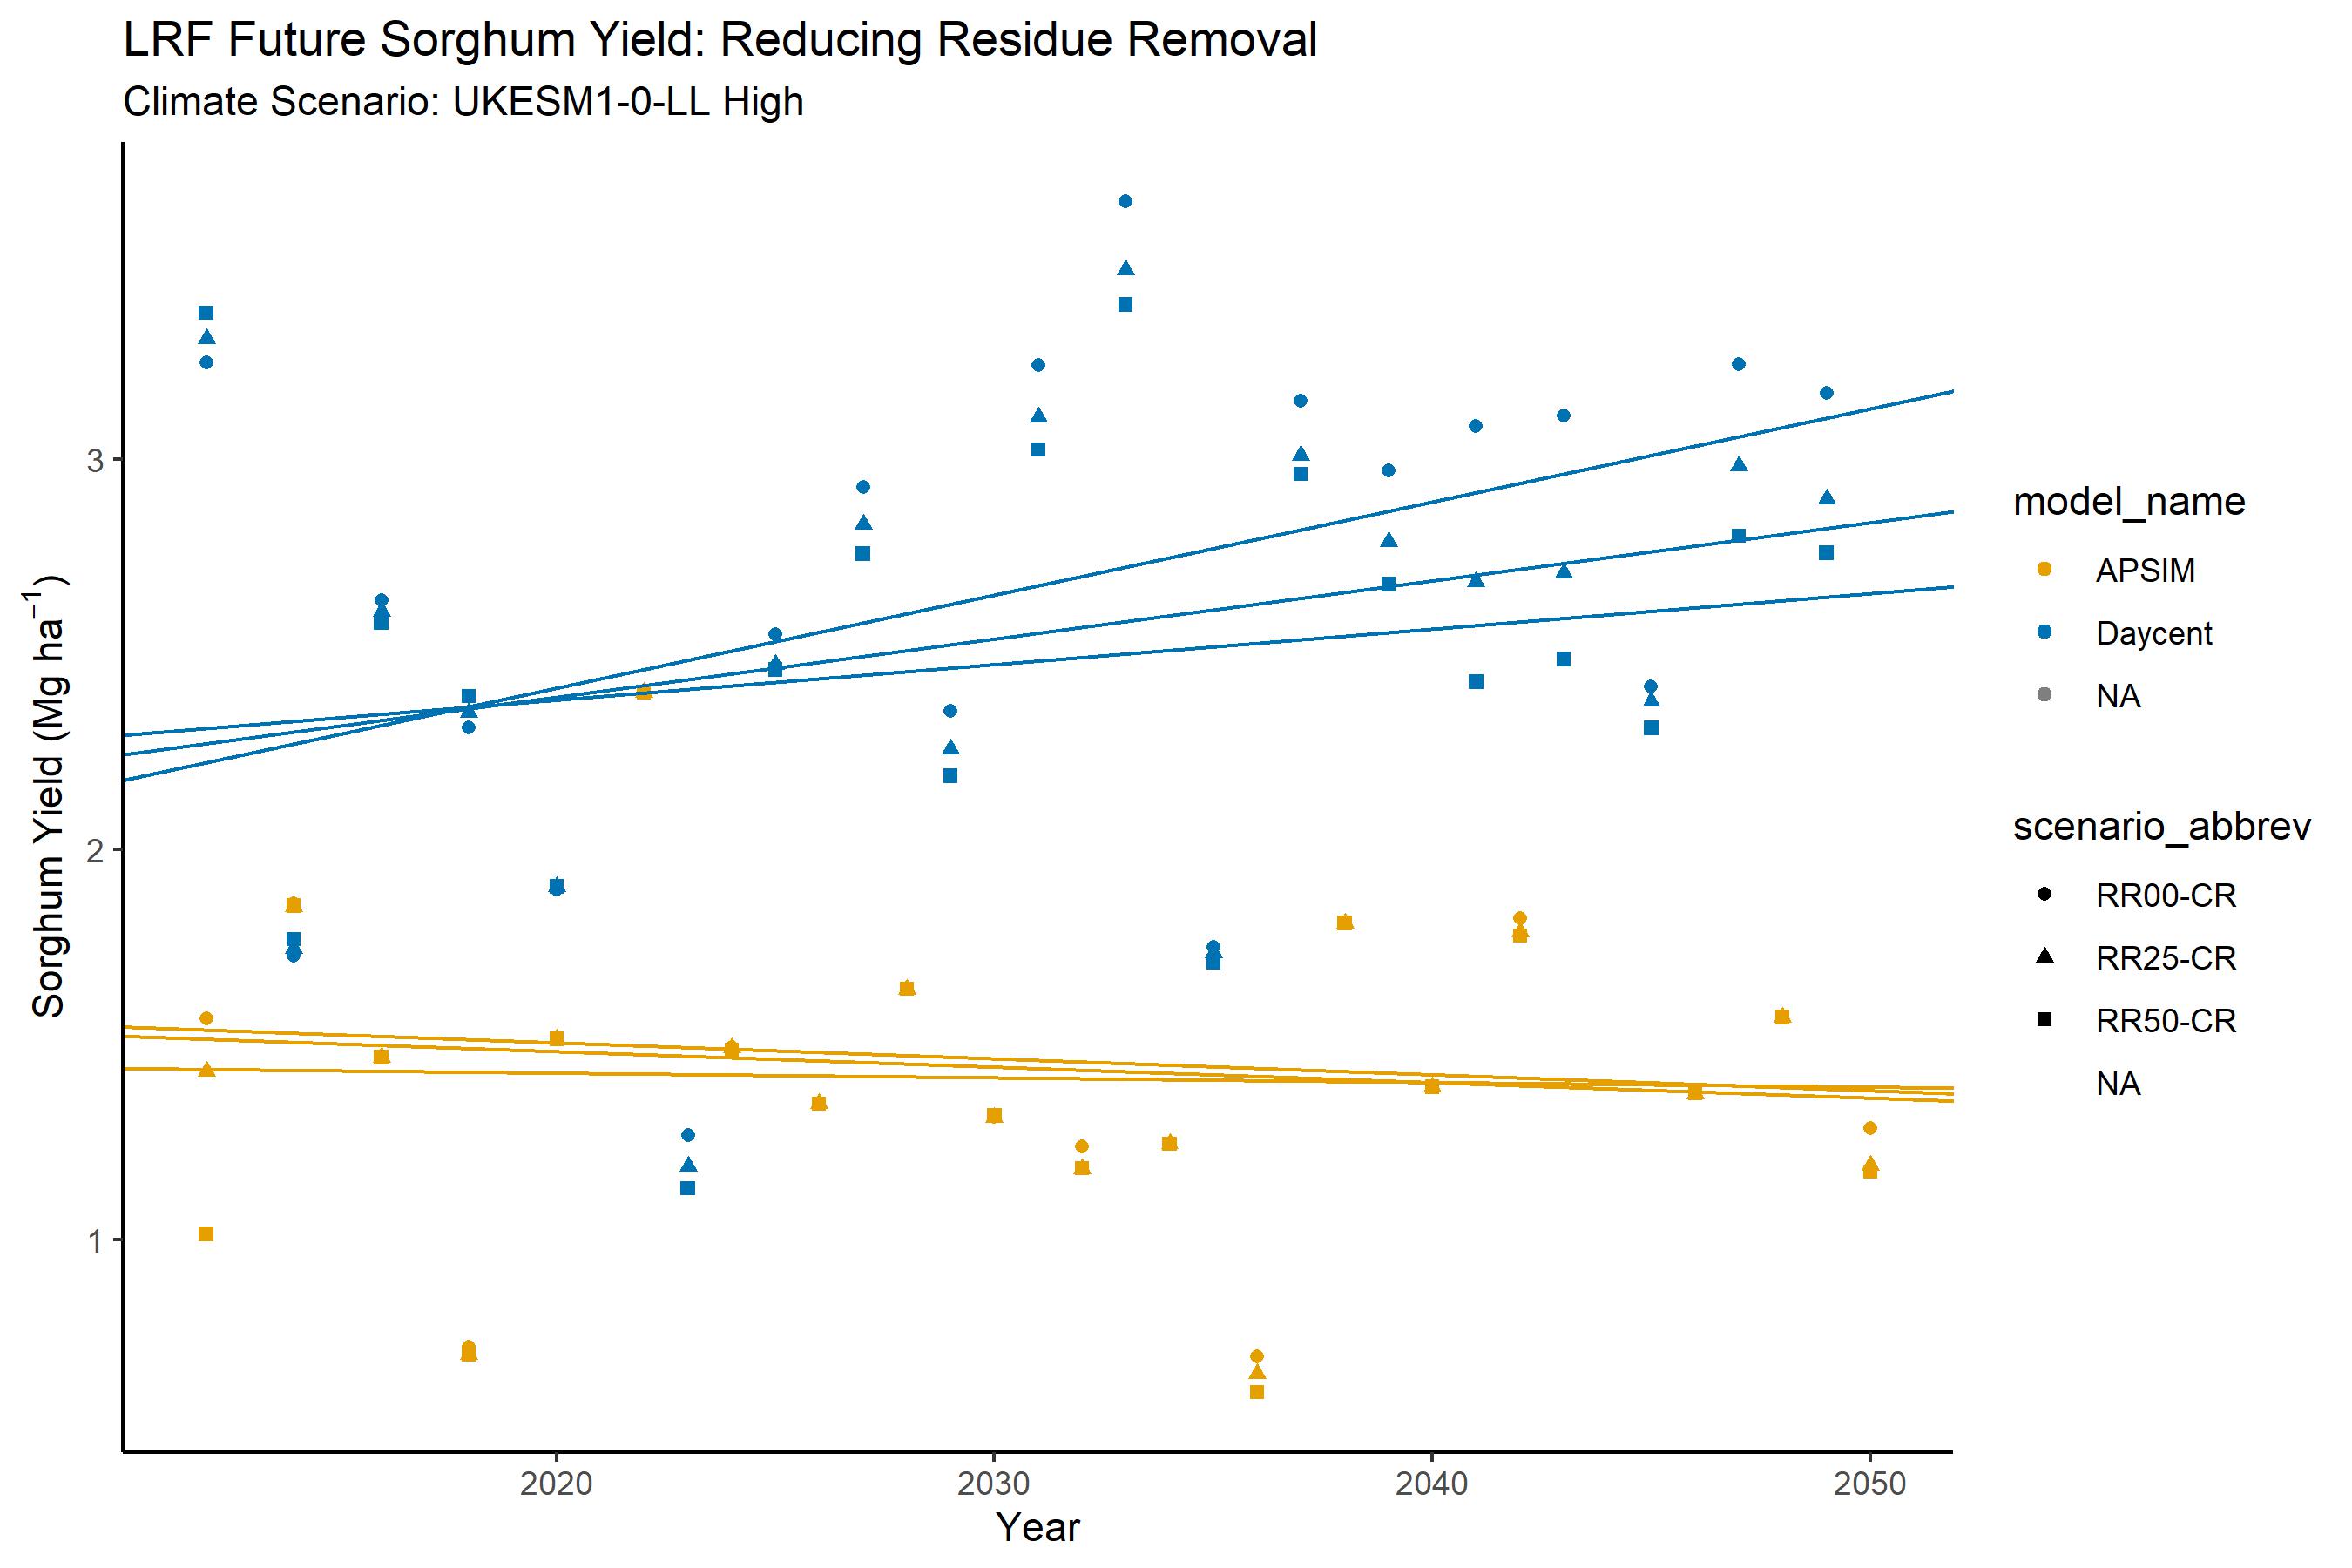 LRF Future Sorghum Yield: Reducing Residue Removal
Climate Scenario: UKESM1-0-LL High
Sorghum Yield (Mg ha⁻¹)
3
2
1
2020
2030
2040
2050
Year
model_name
APSIM
Daycent
NA
scenario_abbrev
RR00-CR
RR25-CR
RR50-CR
NA